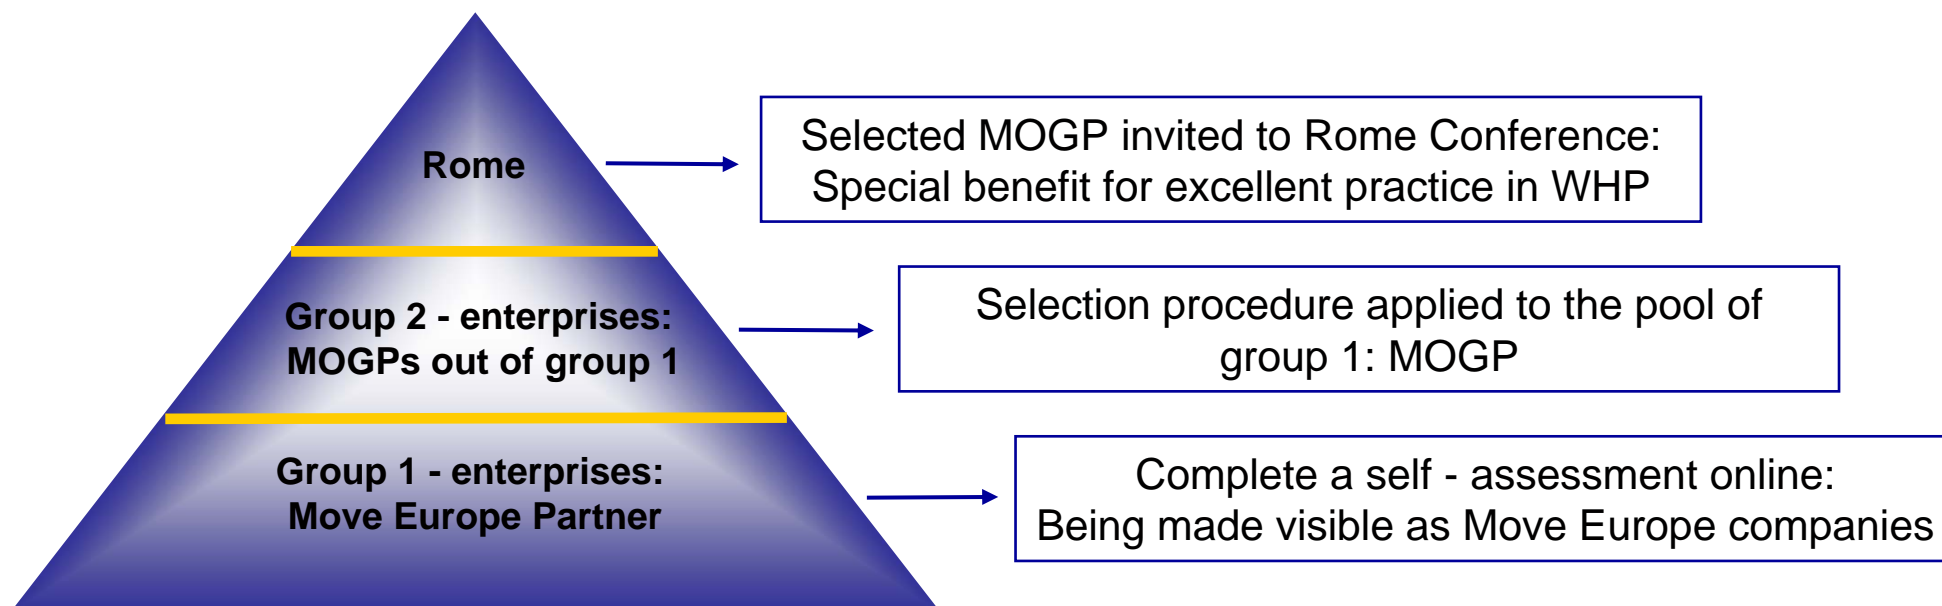 Rome
Selected MOGP invited to Rome Conference:
Special benefit for excellent practice in WHP
Group 2 - enterprises:
MOGPs out of group 1
Selection procedure applied to the pool of
group 1: MOGP
Group 1 - enterprises:
Move Europe Partner
Complete a self - assessment online:
Being made visible as Move Europe companies